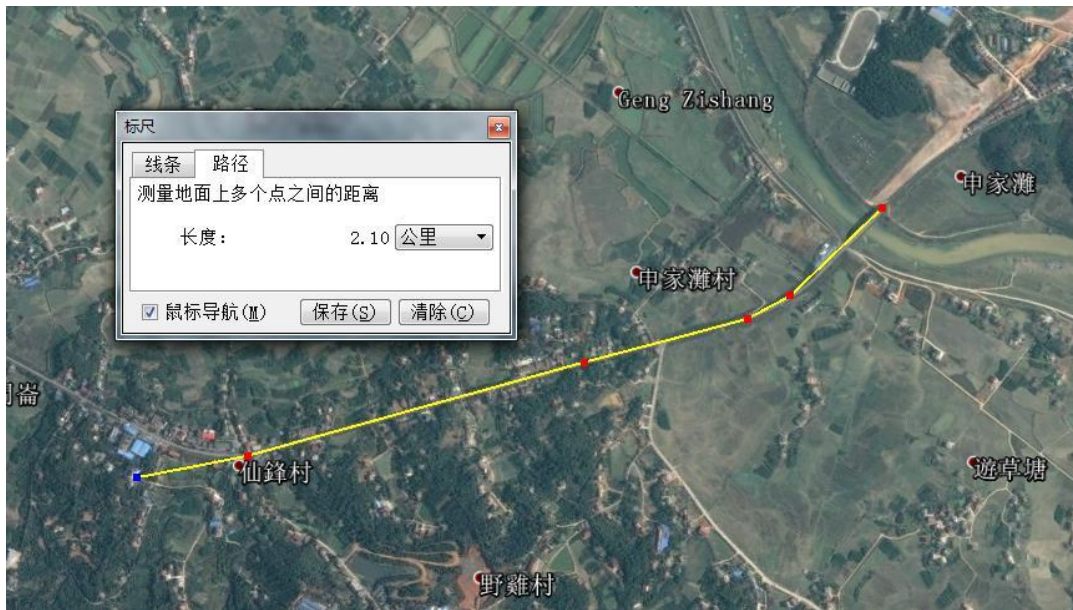 Geng Zishang
标尺
线条 路径
申家灘
测量地面上多个点之间的距离
长度: 2.10 公里
申家灘村
鼠标导航(M) 保存(S) 清除(C)
崙
仙鋒村
遊草塘
野雞村